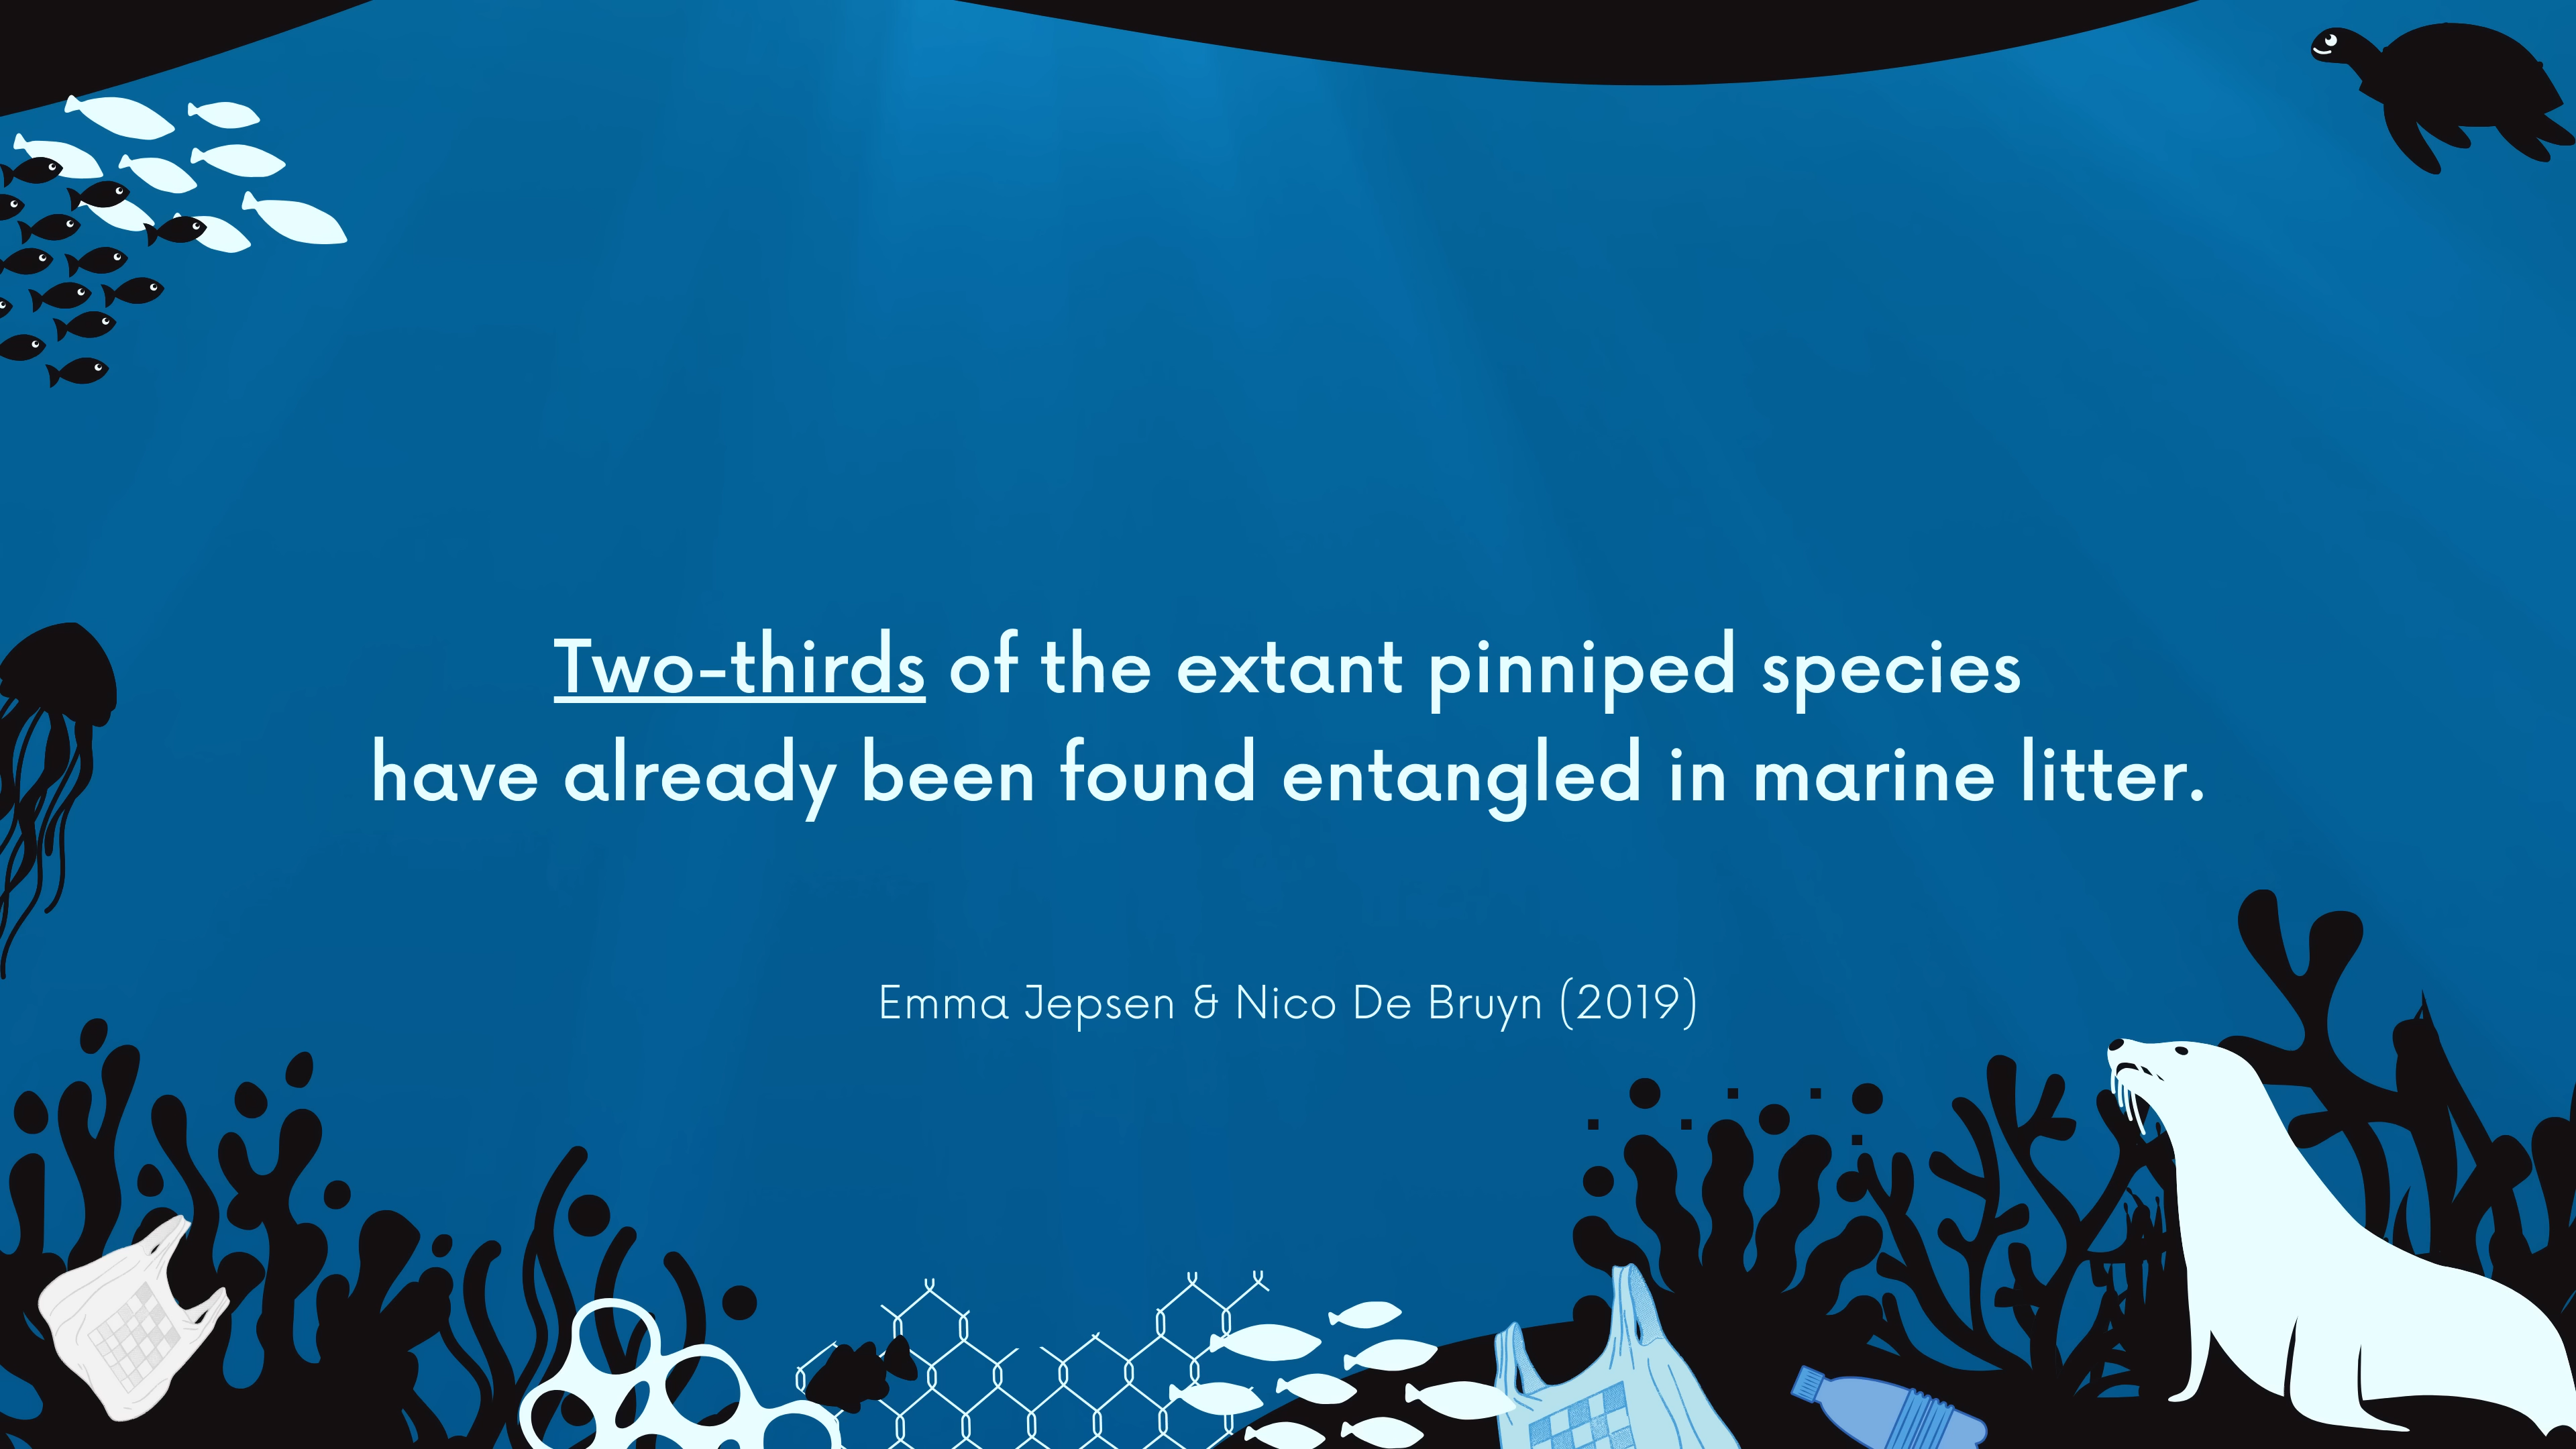 Two-thirds of the extant pinniped species
have already been found entangled in marine litter.
Emma Jepsen & Nico De Bruyn (2019)